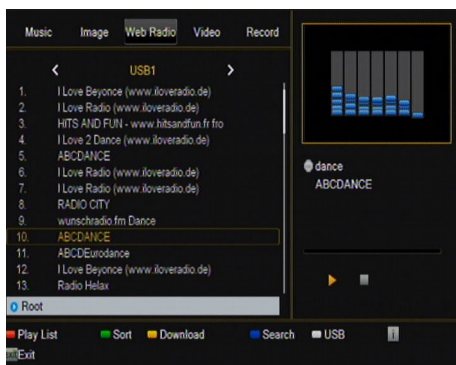 Music Image Web Radio Video Record
USB1
1. I Love Beyonce (www.iloveradio.de)
2. I Love Radio (www.iloveradio.de)
3. HITS AND FUN - www.hitsandfun.fr fro
4. I Love 2 Dance (www.iloveradio.de)
5. ABCDANCE
6. I Love Radio (www.iloveradio.de)
7. I Love Radio (www.iloveradio.de)
8. RADIO CITY
9. wunschradio.fm Dance
10. ABCDANCE
11. ABCDEurodance
12. I Love Beyonce (www.iloveradio.de)
13. Radio Helax
Root
dance
ABCDANCE
Play List Sort Download Search USB i
exit Exit